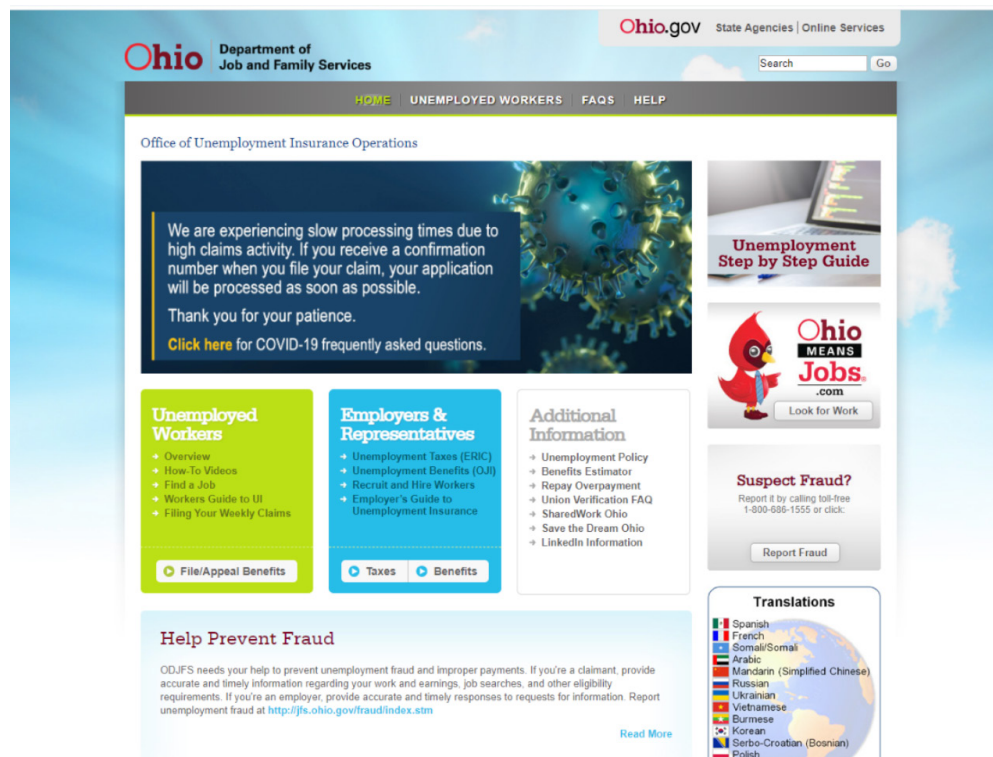 Ohio.gov State Agencies | Online Services
Ohio Department of
Job and Family Services
Search Go
HOME UNEMPLOYED WORKERS FAQS HELP
Office of Unemployment Insurance Operations
We are experiencing slow processing times due to
high claims activity. If you receive a confirmation
number when you file your claim, your application
will be processed as soon as possible.
Thank you for your patience.
Click here for COVID-19 frequently asked questions.
Unemployment
Step by Step Guide
Ohio
MEANS
Jobs.
.com
Look for Work
Unemployed
Workers
Overview
How-To Videos
Find a Job
Workers Guide to UI
Filing Your Weekly Claims
File/Appeal Benefits
Employers &
Representatives
Unemployment Taxes (ERIC)
Unemployment Benefits (OJI)
Recruit and Hire Workers
Employer's Guide to
Unemployment Insurance
Taxes Benefits
Additional
Information
Unemployment Policy
Benefits Estimator
Repay Overpayment
Union Verification FAQ
SharedWork Ohio
Save the Dream Ohio
LinkedIn Information
Suspect Fraud?
Report it by calling toll-free
1-800-686-1555 or click:
Report Fraud
Help Prevent Fraud
ODJFS needs your help to prevent unemployment fraud and improper payments. If you're a claimant, provide
accurate and timely information regarding your work and earnings, job searches, and other eligibility
requirements. If you're an employer, provide accurate and timely responses to requests for information. Report
unemployment fraud at http://jfs.ohio.gov/fraud/index.stm
Read More
Translations
Spanish
French
Somali/Somali
Arabic
Mandarin (Simplified Chinese)
Russian
Ukrainian
Vietnamese
Burmese
Korean
Serbo-Croatian (Bosnian)
Polish